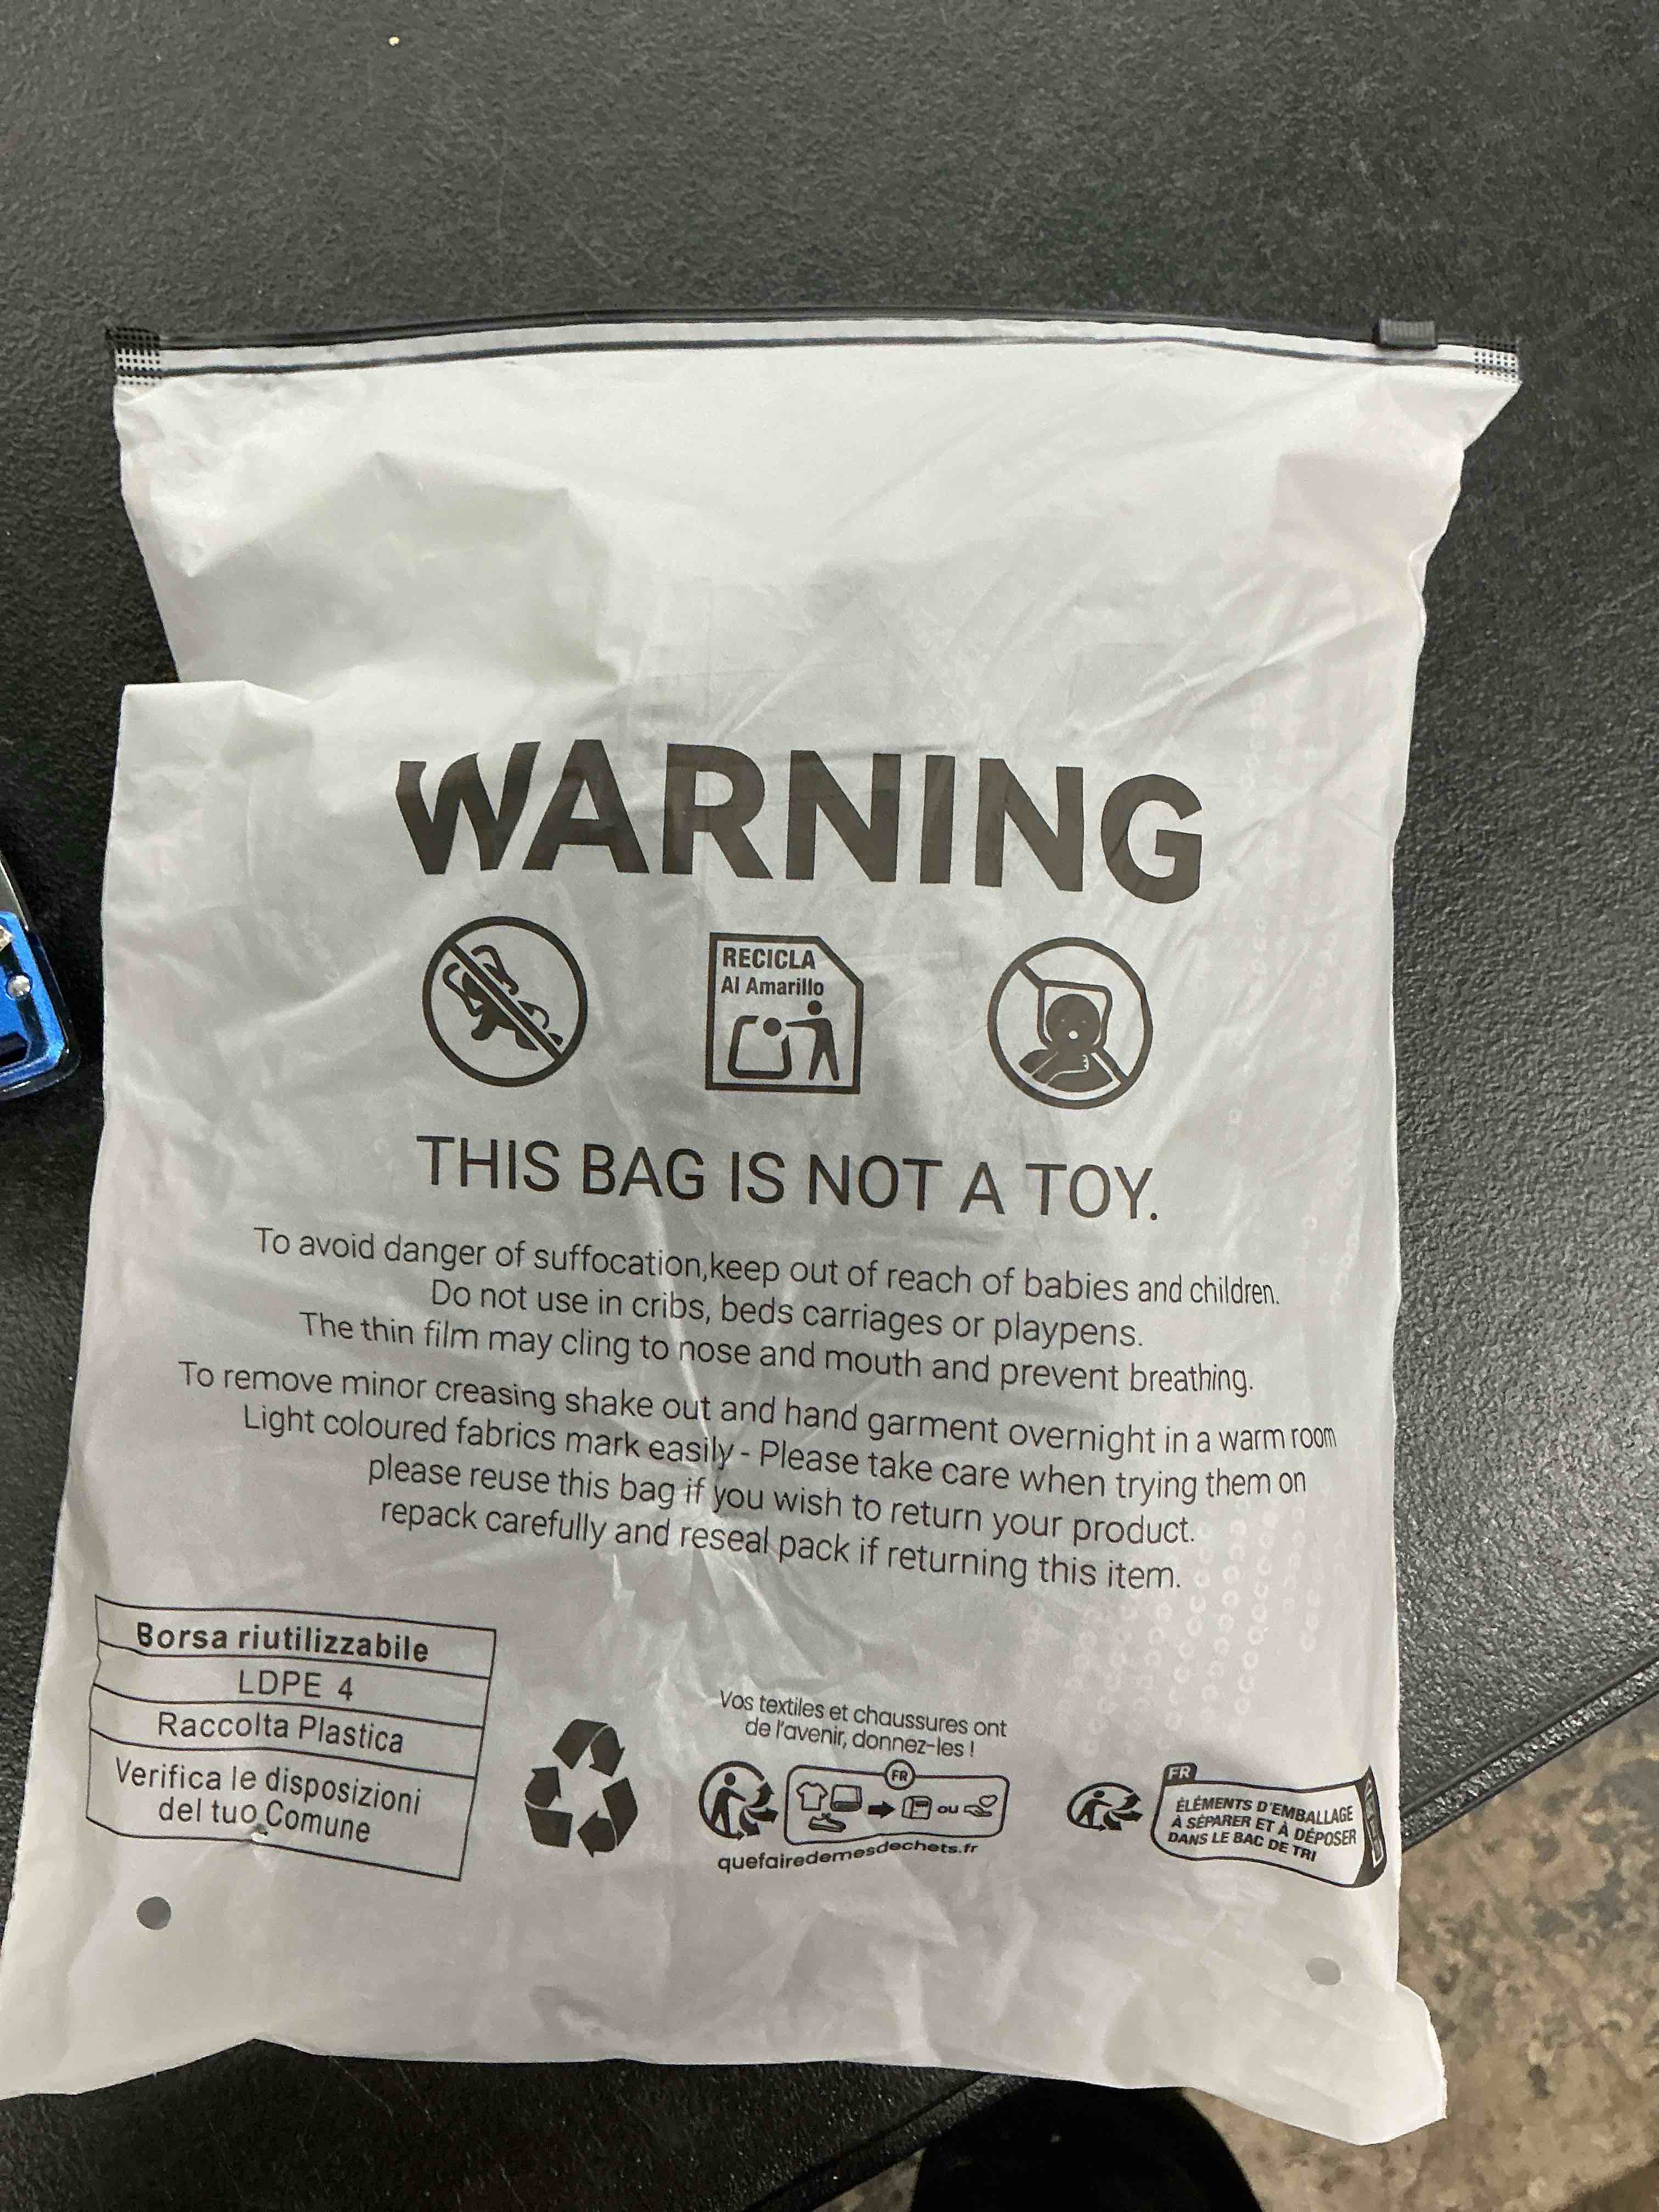 WARNING
RECICLA
Al Amarillo
THIS BAG IS NOT A TOY.
To avoid danger of suffocation,keep out of reach of babies and children.
Do not use in cribs, beds carriages or playpens.
The thin film may cling to nose and mouth and prevent breathing.
To remove minor creasing shake out and hand garment overnight in a warm room
Light coloured fabrics mark easily - Please take care when trying them on
please reuse this bag if you wish to return your product.
repack carefully and reseal pack if returning this item.
Borsa riutilizzabile
LDPE 4
Raccolta Plastica
Verifica le disposizioni
del tuo Comune
Vos textiles et chaussures ont
de l'avenir, donnez-les !
FR
ou
quefairedemesdechets.fr
FR
ÉLÉMENTS D'EMBALLAGE
À SÉPARER ET À DÉPOSER
DANS LE BAC DE TRI